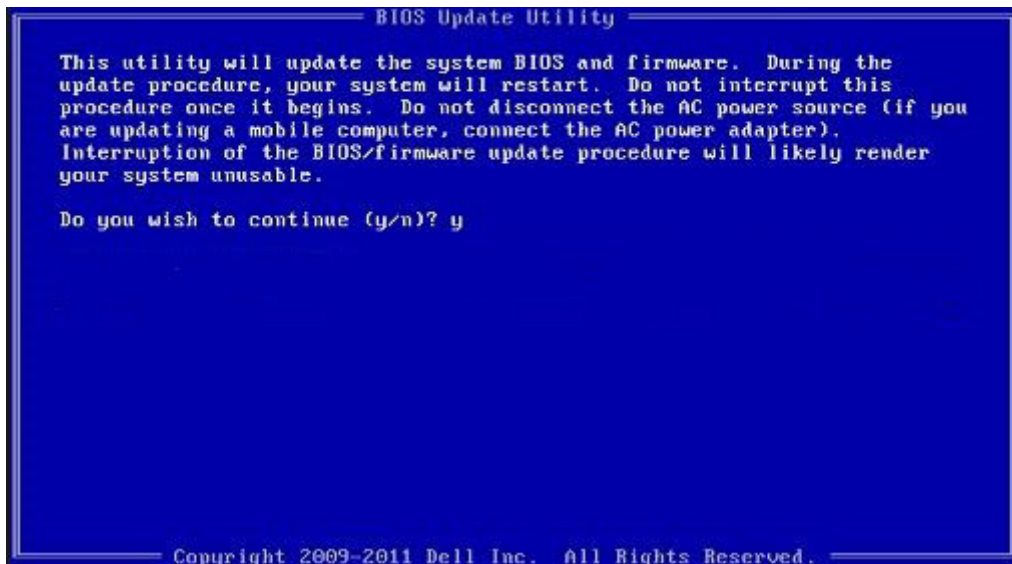 BIOS Update Utility
This utility will update the system BIOS and firmware. During the
update procedure, your system will restart. Do not interrupt this
procedure once it begins. Do not disconnect the AC power source (if you
are updating a mobile computer, connect the AC power adapter).
Interruption of the BIOS/firmware update procedure will likely render
your system unusable.
Do you wish to continue (y/n)? y
Copyright 2009-2011 Dell Inc. All Rights Reserved.